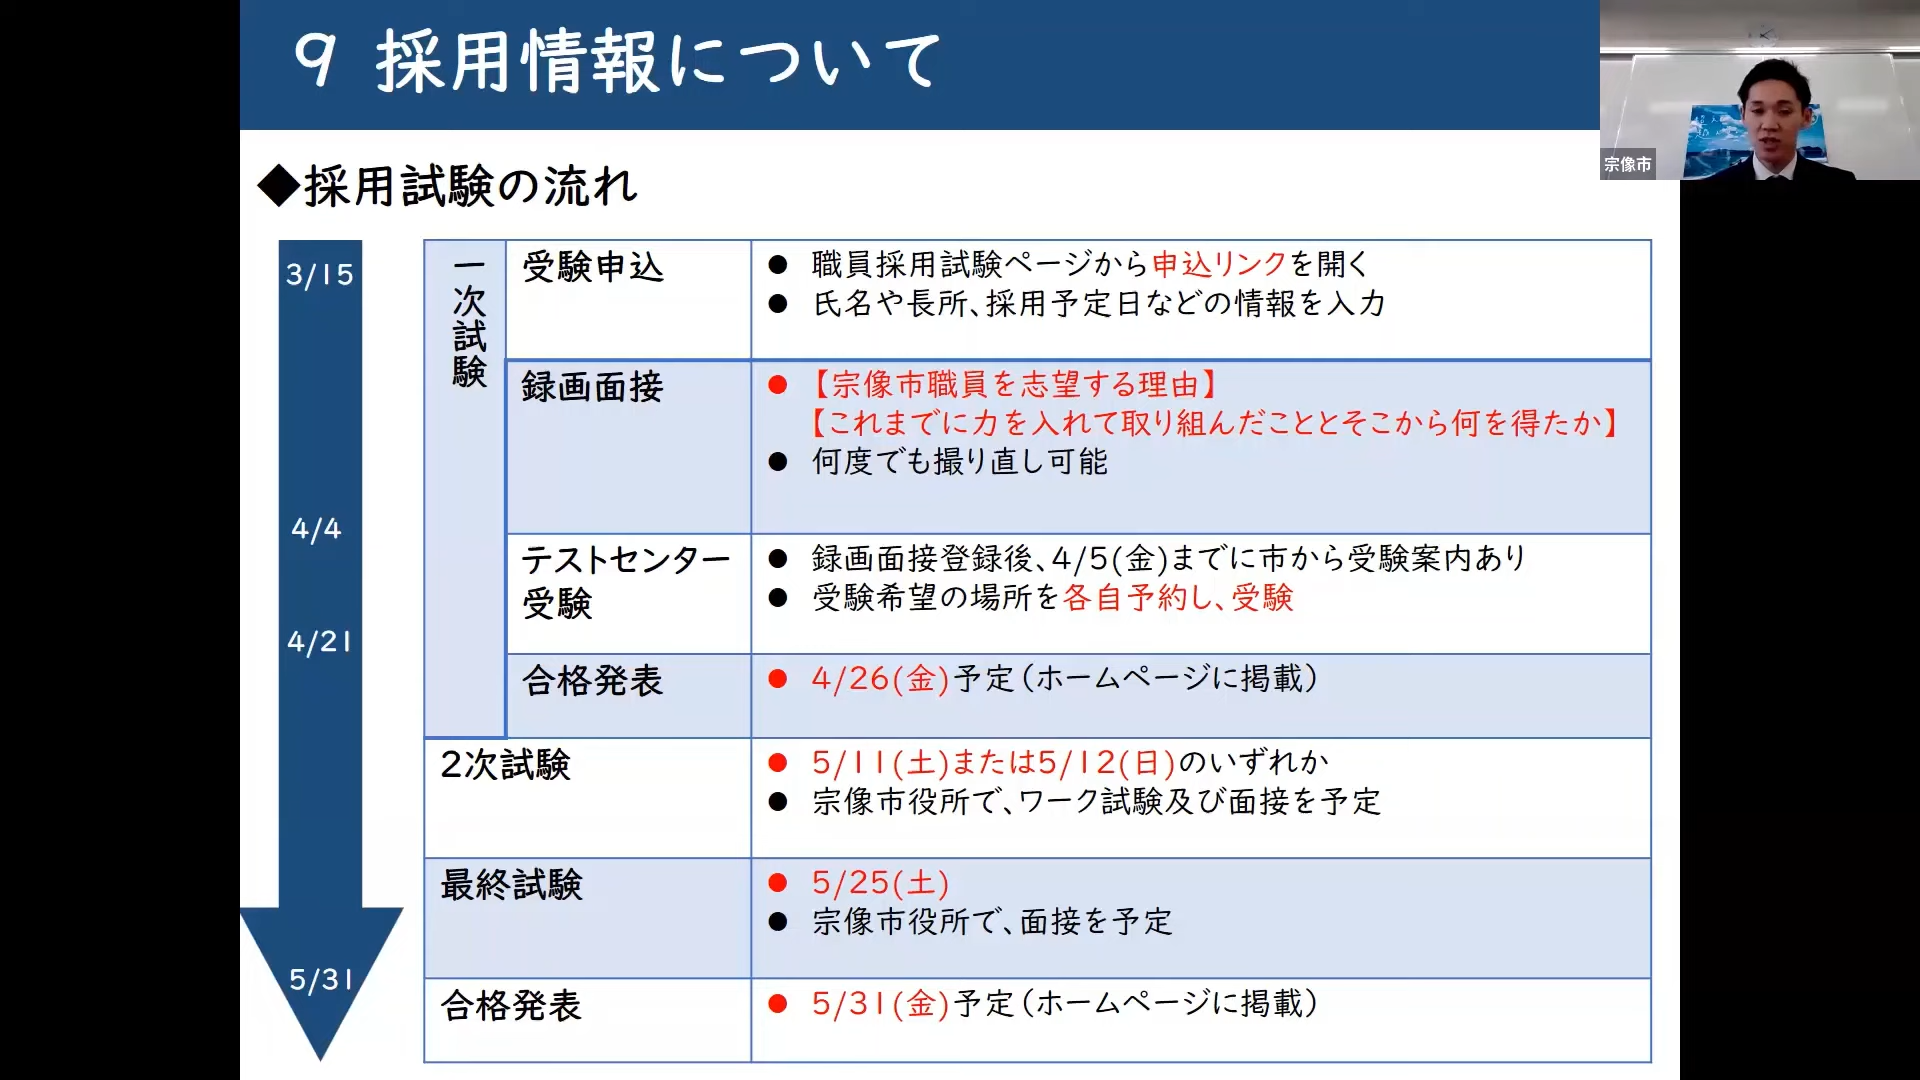 9 採用情報について
宗像市
◆採用試験の流れ
3/15
4/4
4/21
5/31
一次試験
受験申込
● 職員採用試験ページから申込リンクを開く
● 氏名や長所、採用予定日などの情報を入力
録画面接
● 【宗像市職員を志望する理由】
【これまでに力を入れて取り組んだこととそこから何を得たか】
● 何度でも撮り直し可能
テストセンター
受験
● 録画面接登録後、4/5(金)までに市から受験案内あり
● 受験希望の場所を各自予約し、受験
合格発表
● 4/26(金)予定（ホームページに掲載）
2次試験
● 5/11(土)または5/12(日)のいずれか
● 宗像市役所で、ワーク試験及び面接を予定
最終試験
● 5/25(土)
● 宗像市役所で、面接を予定
合格発表
● 5/31(金)予定（ホームページに掲載）